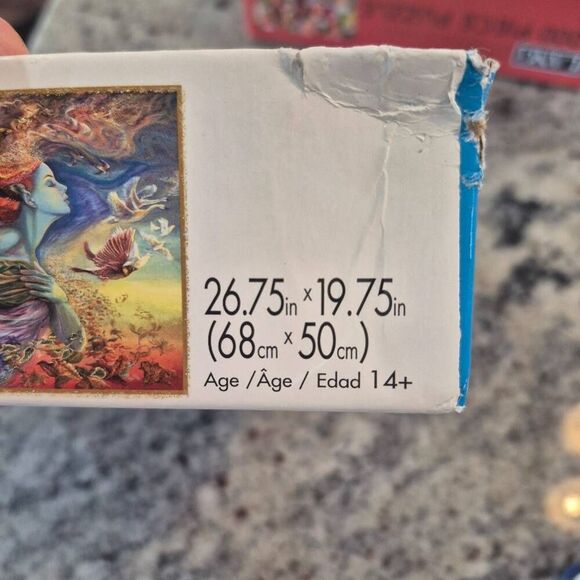 26.75in x 19.75in
(68cm x 50cm)
Age /Âge / Edad 14+